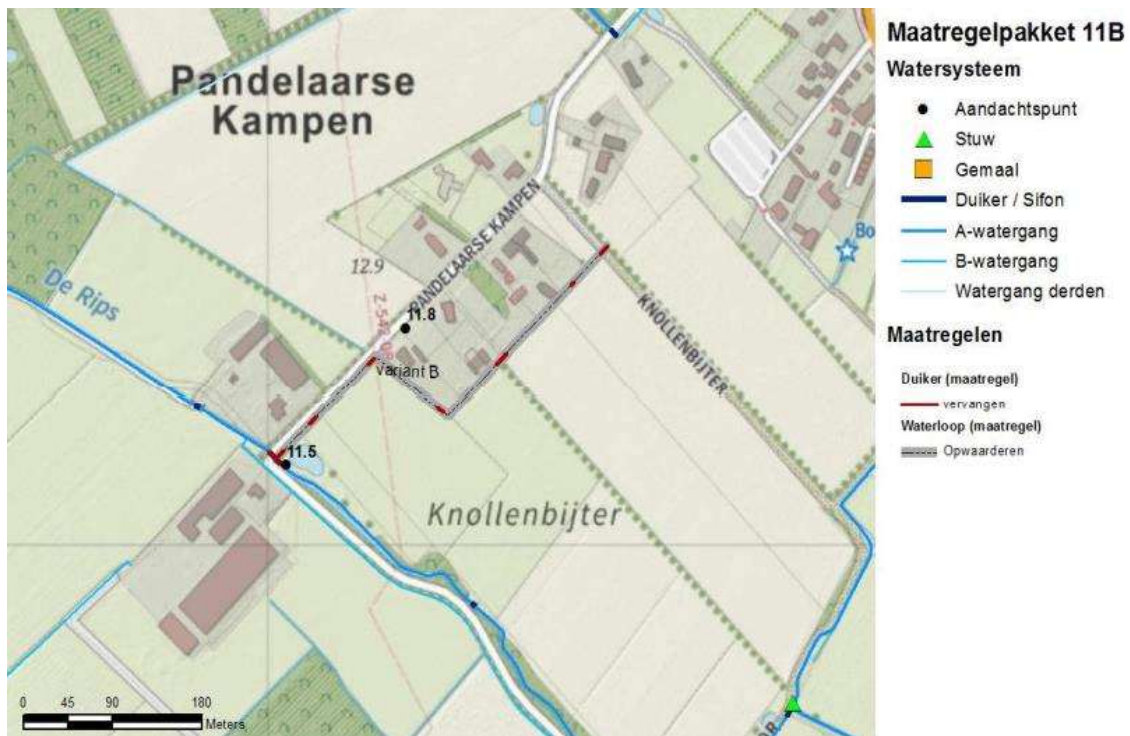 Pandelaarse
Kampen
De Rips
12.9
PANDELAARSE KAMPEN
11.8
variant B
11.5
KNOLLENBIJTER
Knollenbijter
Bo
0 45 90 180
Meters
Maatregelpakket 11B
Watersysteem
Aandachtspunt
Stuw
Gemaal
Duiker / Sifon
A-watergang
B-watergang
Watergang derden
Maatregelen
Duiker (maatregel)
vervangen
Waterloop (maatregel)
Opwaarderen